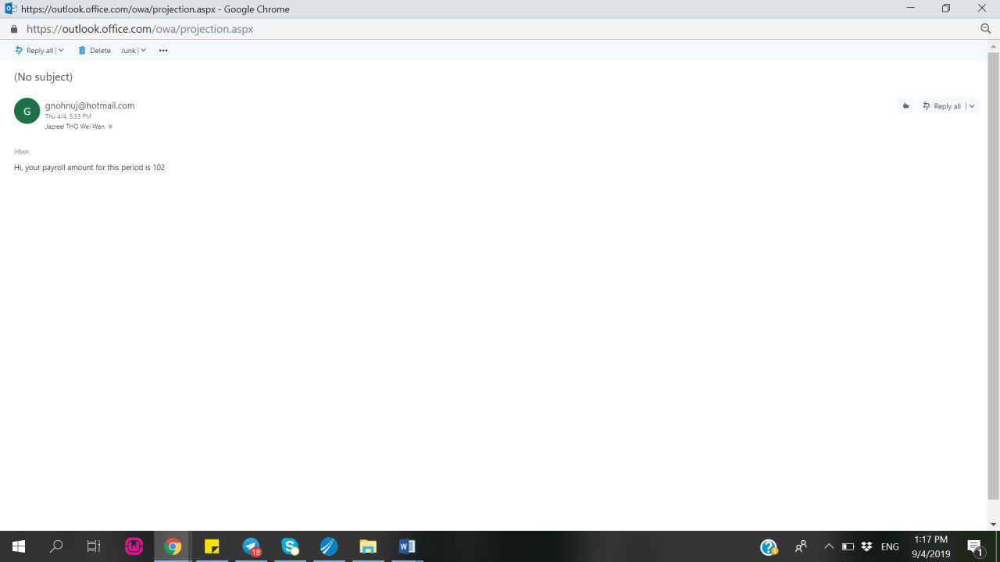 https://outlook.office.com/owa/projection.aspx - Google Chrome
https://outlook.office.com/owa/projection.aspx
Reply all | Delete Junk | •••
(No subject)
G
gnohnuj@hotmail.com
Thu 4/4, 5:33 PM
Jazreel THO Wei Wen
Reply all |
Inbox
Hi, your payroll amount for this period is 102
18
ENG
1:17 PM
9/4/2019
1